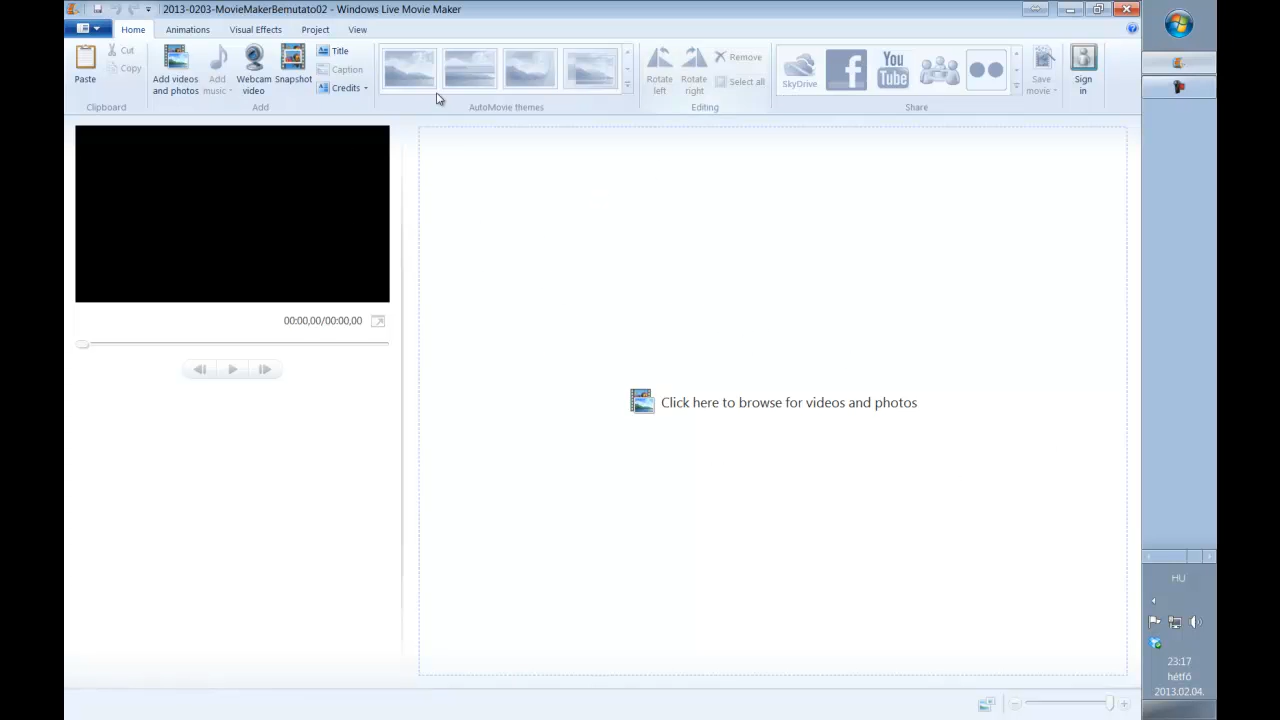 2013-0203-MovieMakerBemutato02 - Windows Live Movie Maker
Home Animations Visual Effects Project View
Paste
Cut
Copy
Clipboard
Add videos
and photos
Add
music
Webcam
video
Snapshot
Title
Caption
Credits
Add
AutoMovie themes
Rotate
left
Rotate
right
Remove
Select all
Editing
SkyDrive
f
You
Tube
Share
Save
movie
Sign
in
00:00,00/00:00,00
Click here to browse for videos and photos
HU
23:17
hétfő
2013.02.04.